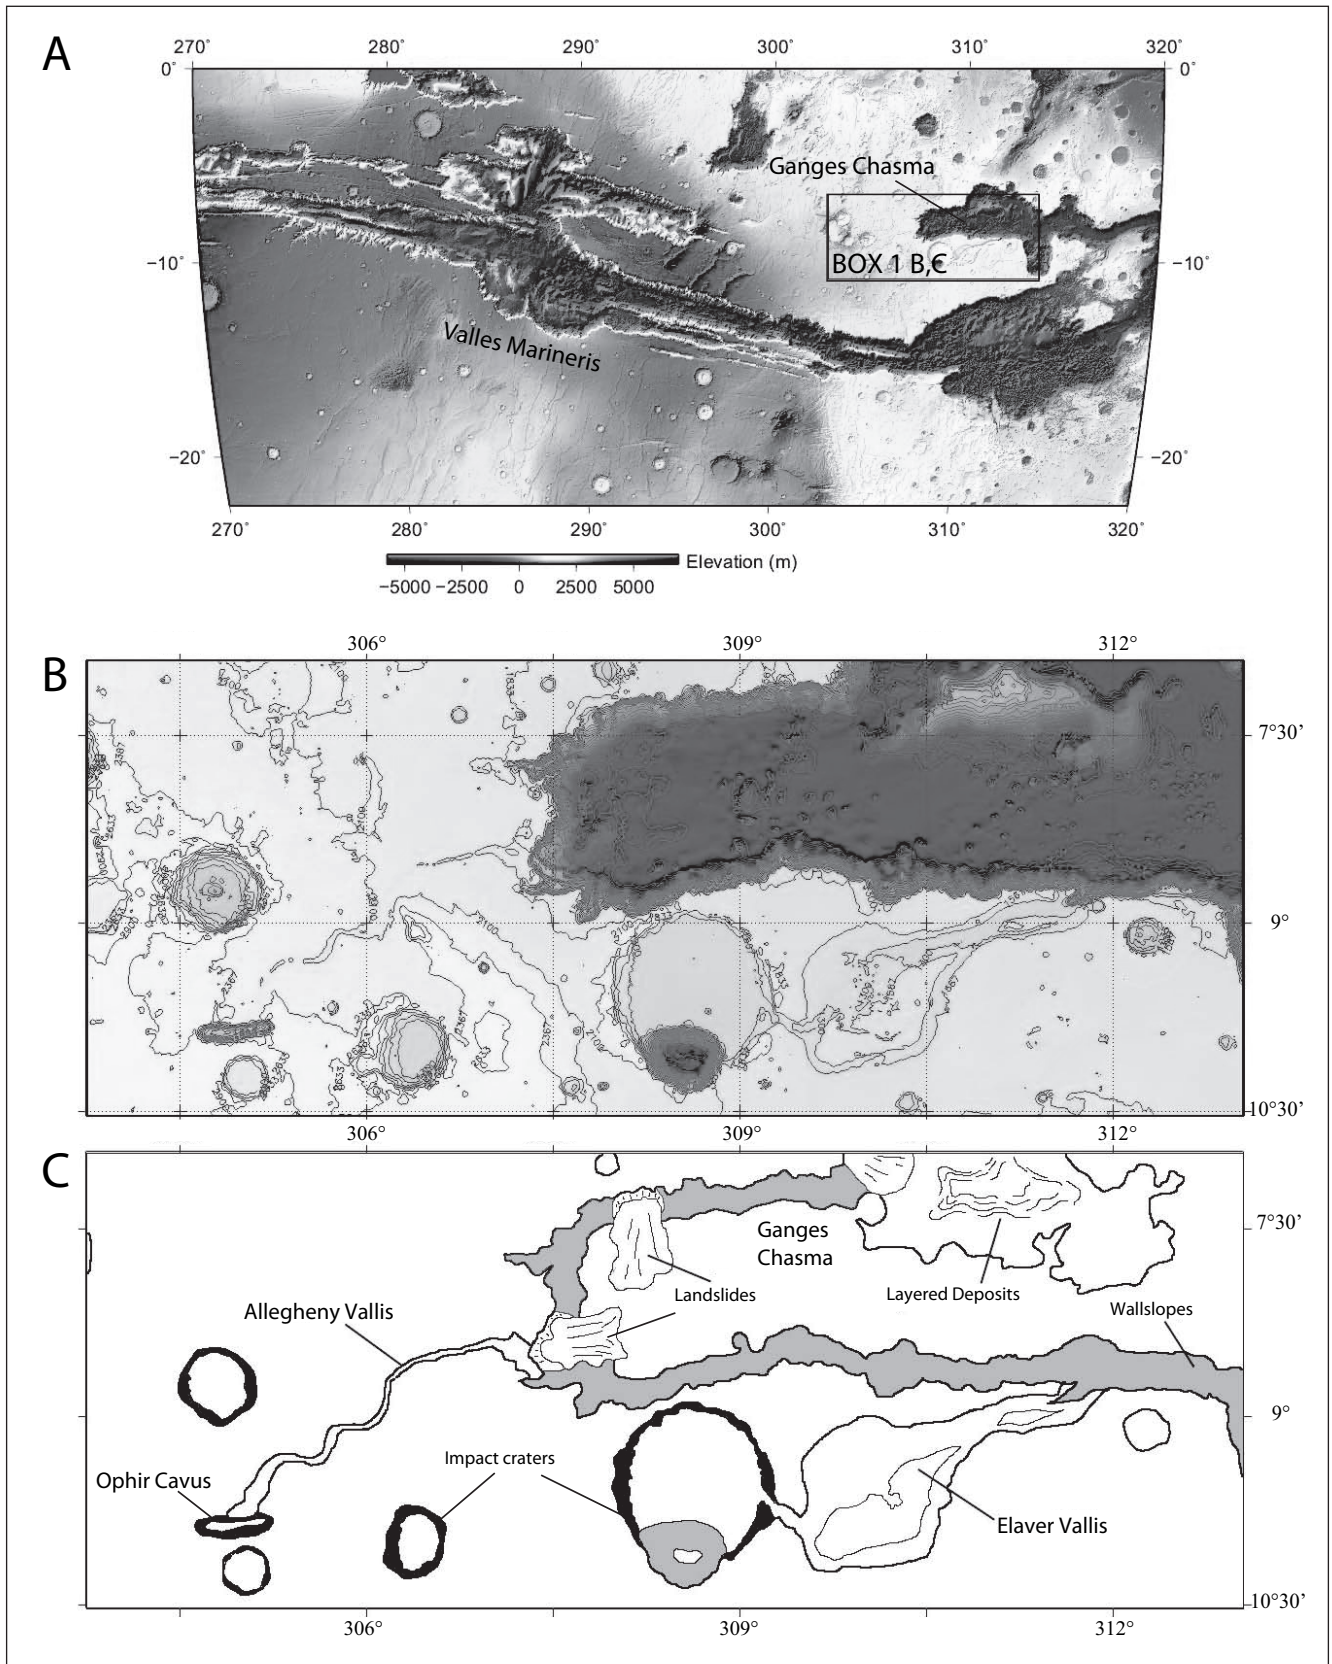 A
270° 280° 290° 300° 310° 320°
0° 0°
Ganges Chasma
BOX 1 B,€
−10° −10°
Valles Marineris
−20° −20°
270° 280° 290° 300° 310° 320°
Elevation (m)
−5000 −2500 0 2500 5000
B
306° 309° 312°
7°30'
9°
10°30'
306° 309° 312°
C
7°30'
Ganges
Chasma
Landslides
Layered Deposits
Wallslopes
Allegheny Vallis
9°
Impact craters
Ophir Cavus
Elaver Vallis
10°30'
306° 309° 312°